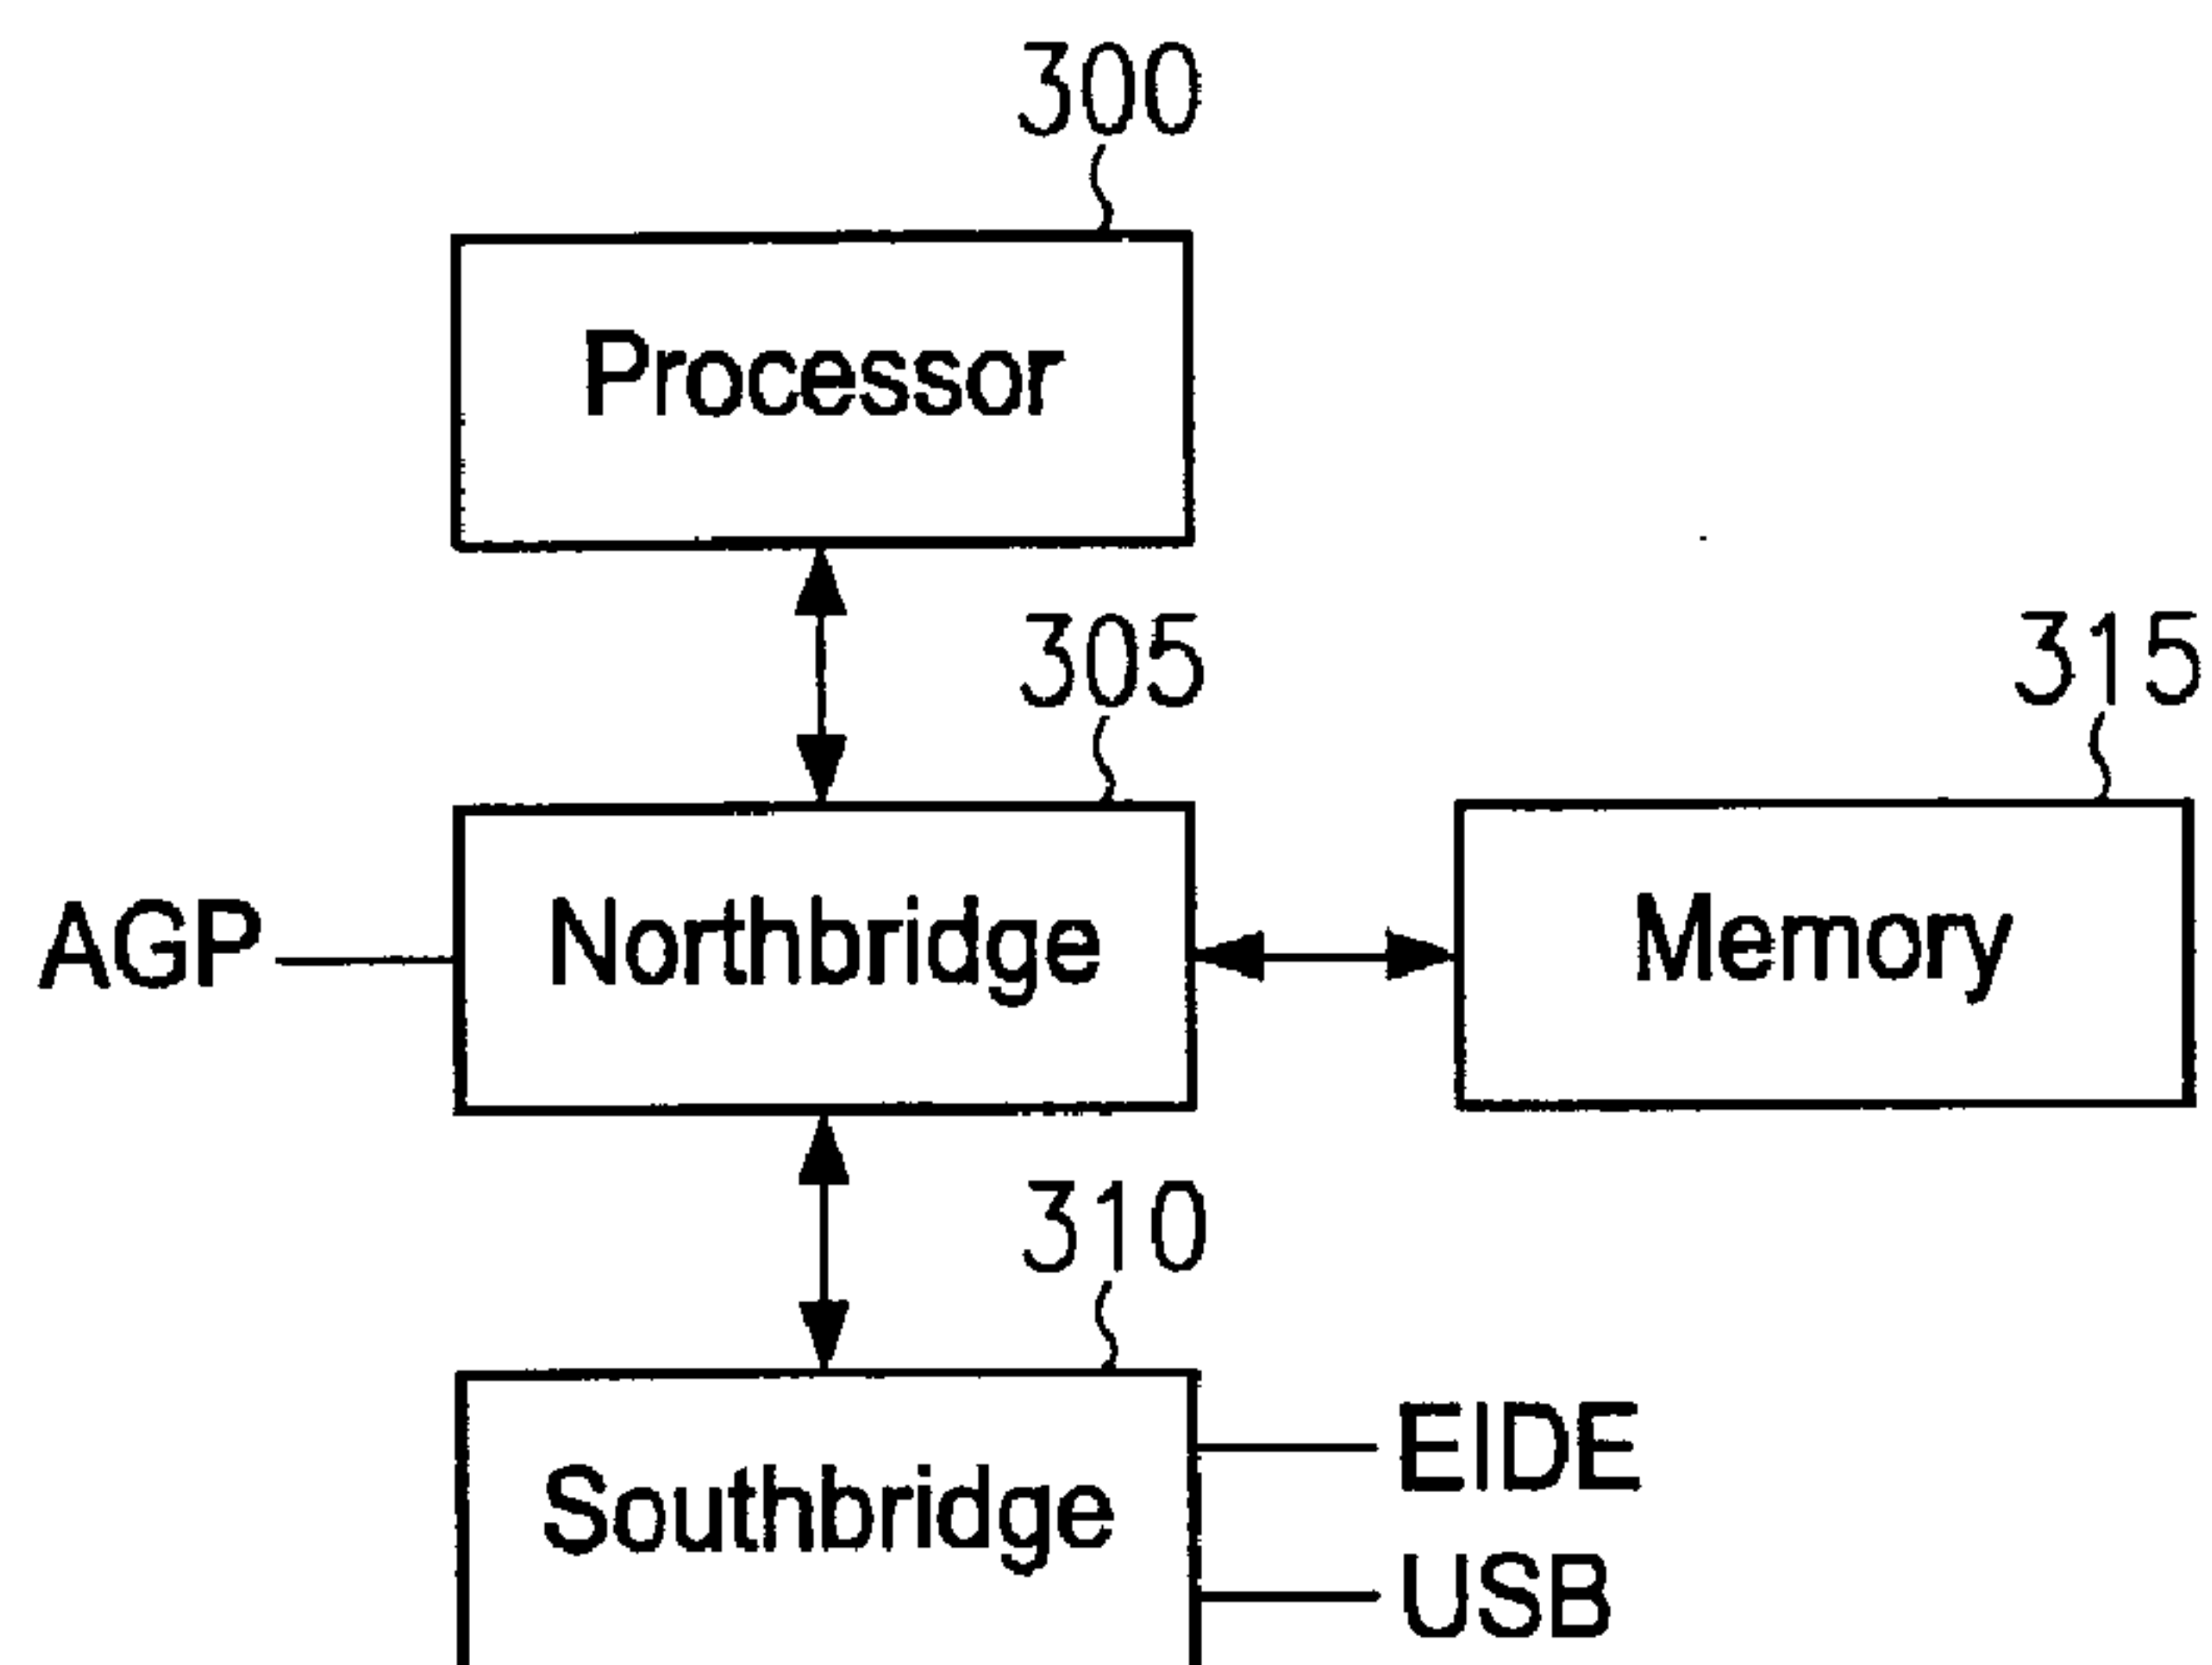 300
Processor
305
315
AGP
Northbridge
Memory
310
Southbridge
EIDE
USB